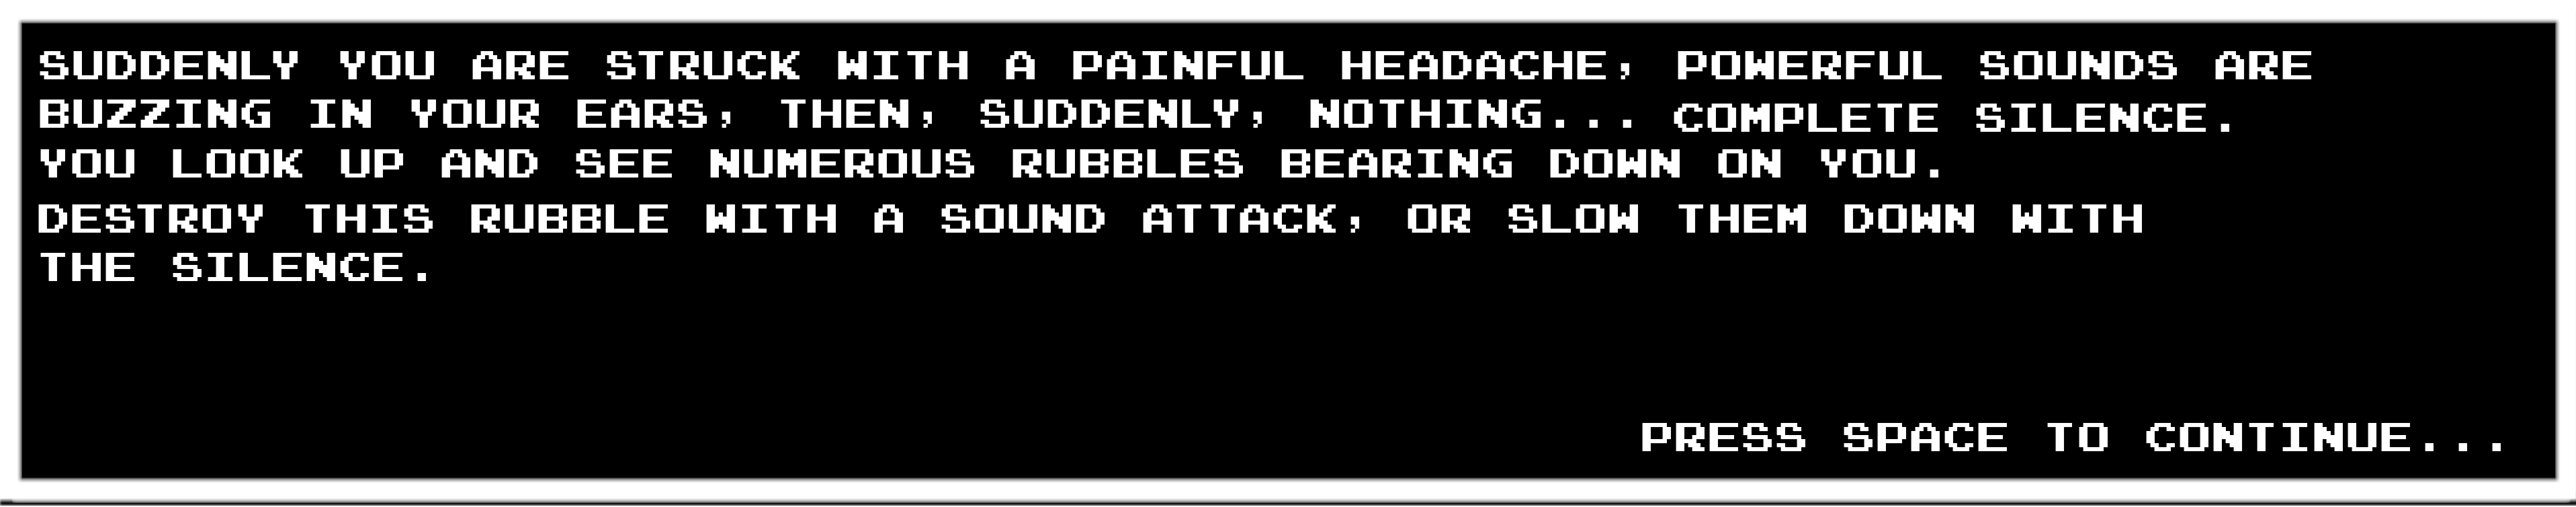 SUDDENLY YOU ARE STRUCK WITH A PAINFUL HEADACHE, POWERFUL SOUNDS ARE
BUZZING IN YOUR EARS, THEN, SUDDENLY, NOTHING... COMPLETE SILENCE.
YOU LOOK UP AND SEE NUMEROUS RUBBLES BEARING DOWN ON YOU.
DESTROY THIS RUBBLE WITH A SOUND ATTACK, OR SLOW THEM DOWN WITH
THE SILENCE.
PRESS SPACE TO CONTINUE...